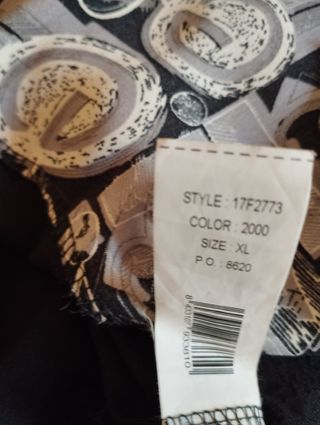 STYLE : 17F2773
COLOR : 2000
SIZE : XL
P.O. : 8620